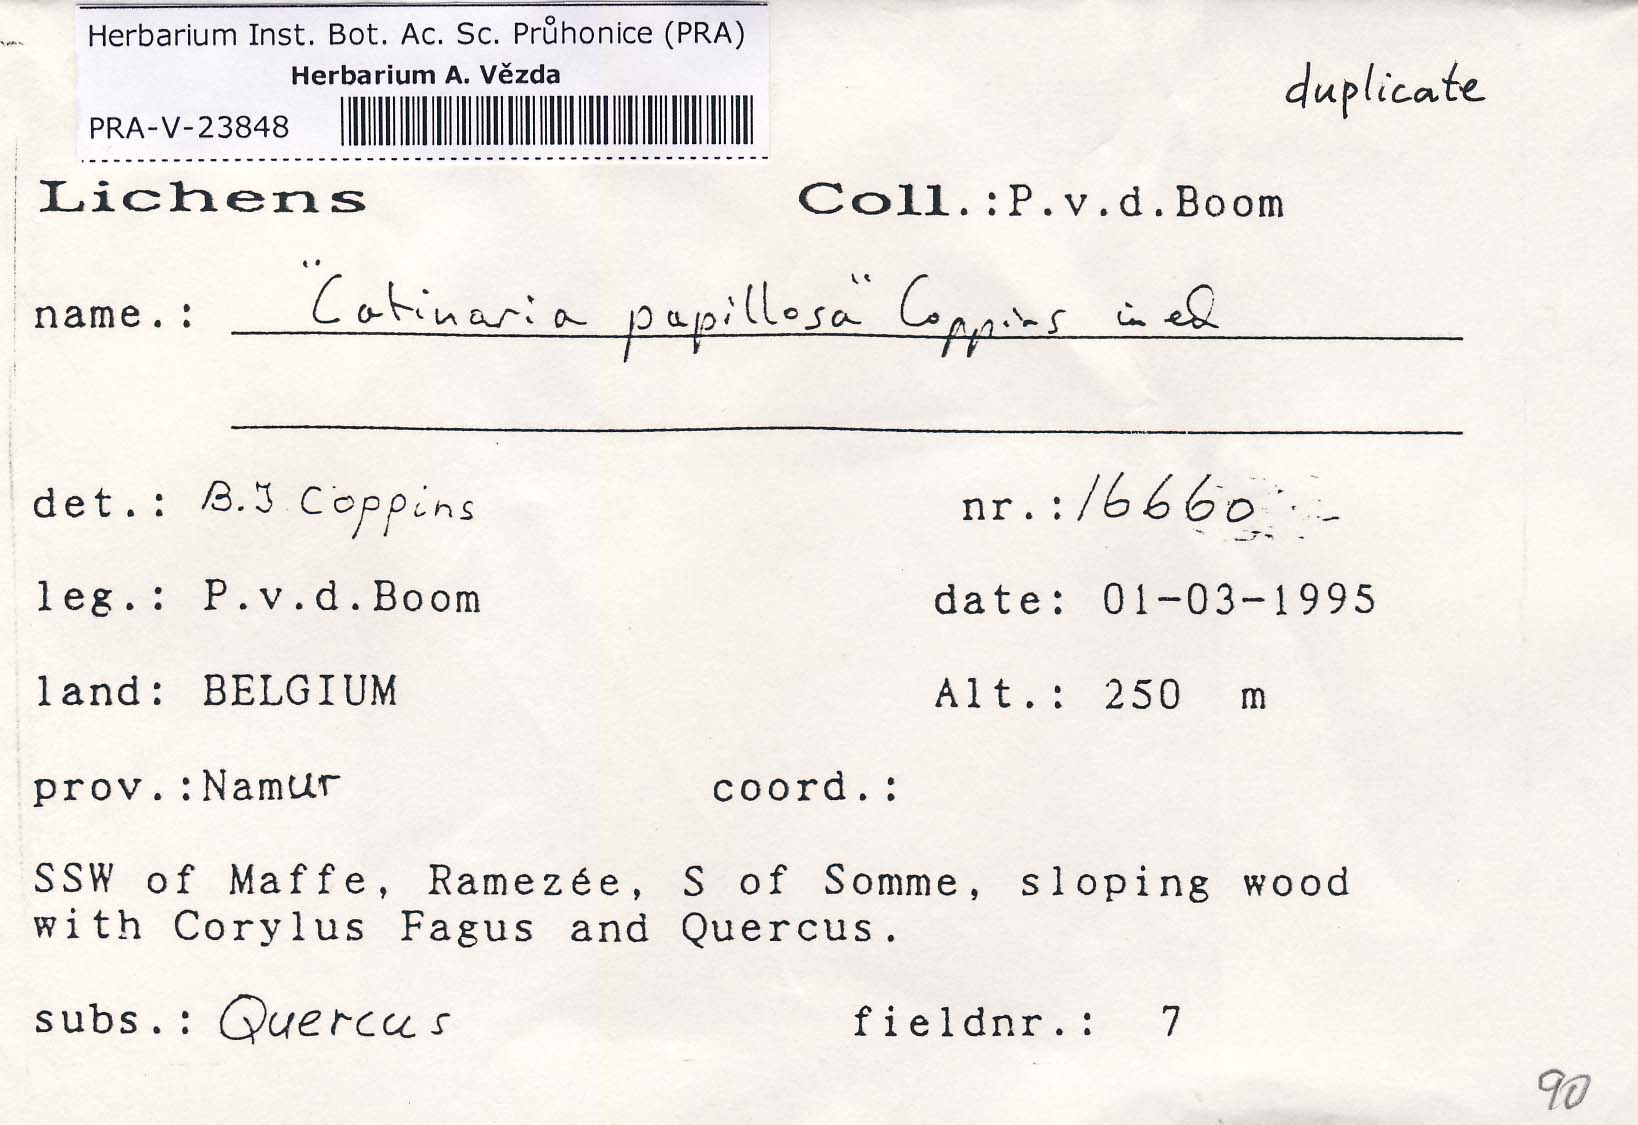 Herbarium Inst. Bot. Ac. Sc. Průhonice (PRA)
Herbarium A. Vězda
PRA-V-23848
duplicate
Lichens Coll.:P.v.d.Boom
name.: "Catinaria papillosa" Coppins in ed
det.: B.J Coppins nr.:16660
leg.: P.v.d.Boom date: 01-03-1995
land: BELGIUM Alt.: 250 m
prov.:Namur coord.:
SSW of Maffe, Ramezée, S of Somme, sloping wood
with Corylus Fagus and Quercus.
subs.: Quercus fieldnr.: 7
90